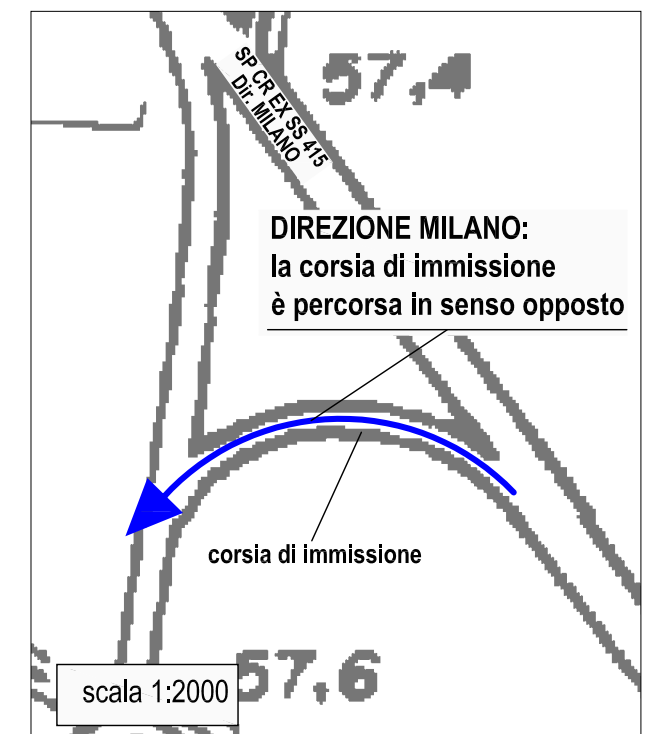 57,4
SP CR EX SS 415
Dir. MILANO
DIREZIONE MILANO:
la corsia di immissione
è percorsa in senso opposto
corsia di immissione
57,6
scala 1:2000